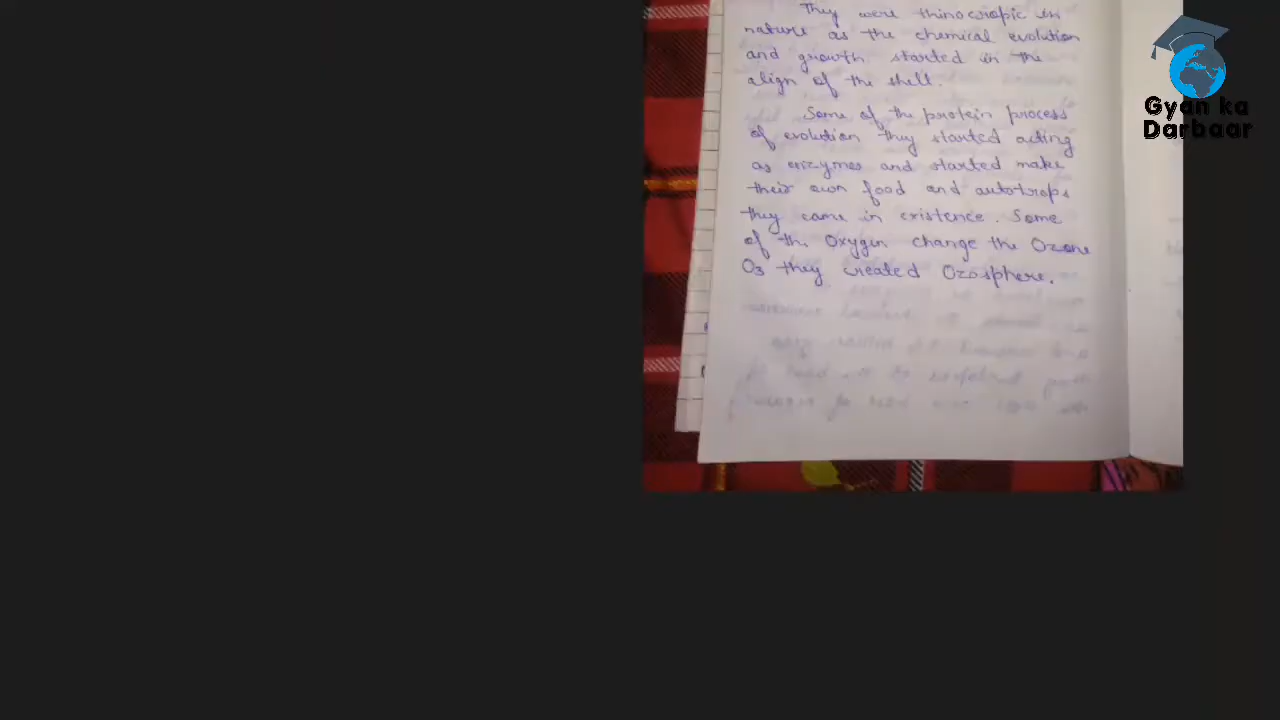 They were thinocropic in
nature as the chemical evolution
and growth started in the
align of the shell.
Some of the protein process
of evolution they started acting
as enzymes and started make
their own food and autotrops
they came in existence. Some
of the Oxygen change the Ozone
O3 they created Ozosphere.
Gyan ka
Darbaar